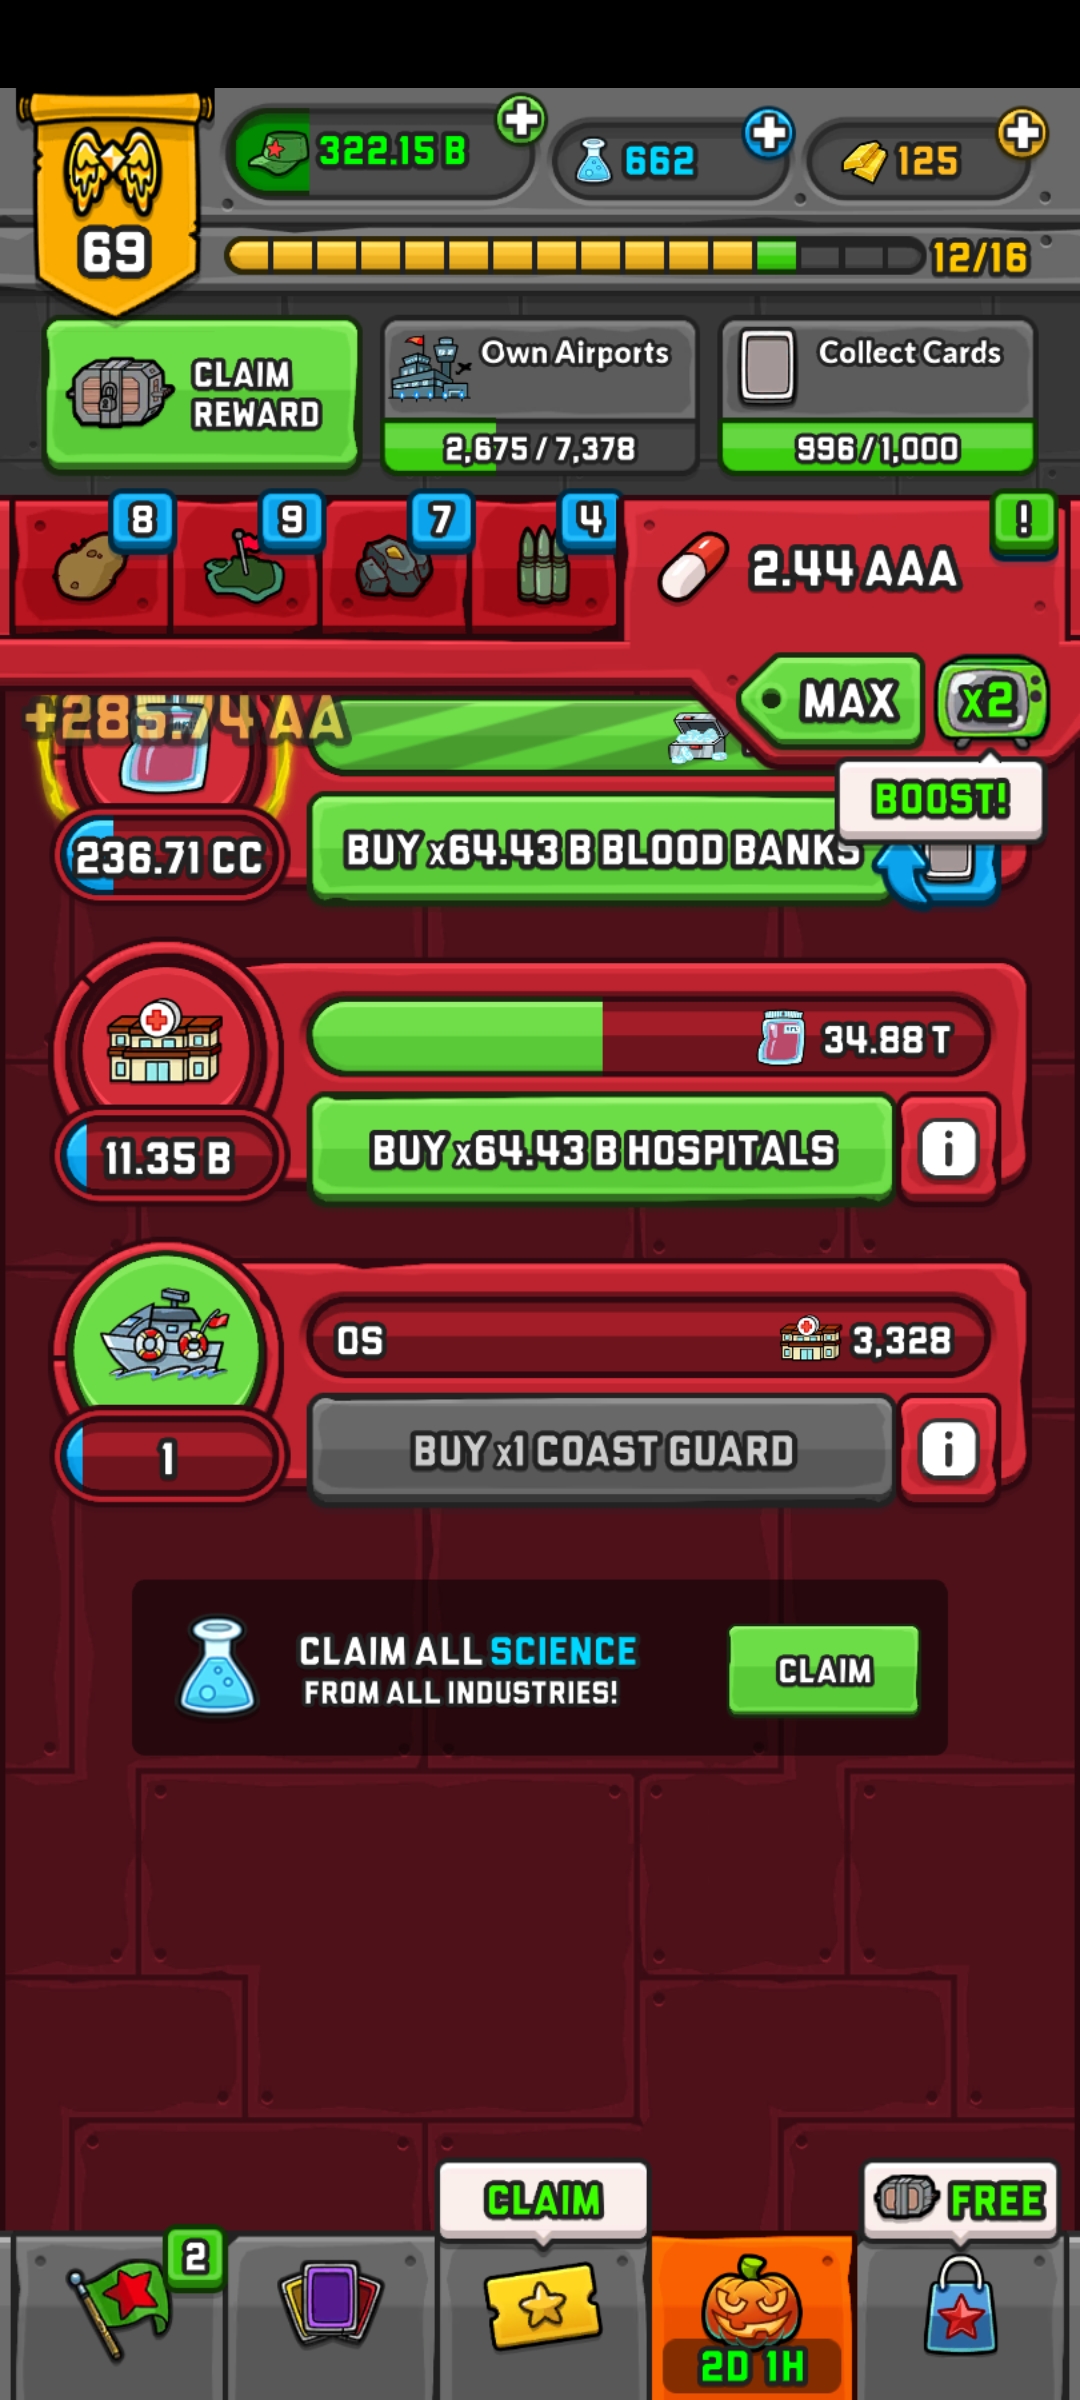 69
322.15 B
662
125
12/16
CLAIM
REWARD
Own Airports
2,675/7,378
Collect Cards
996/1,000
8
9
7
4
2.44 AAA
!
MAX
x2
BOOST!
+285.74 AA
236.71 CC
BUY x64.43 B BLOOD BANKS
34.88 T
11.35 B
BUY x64.43 B HOSPITALS
i
0S
3,328
1
BUY x1 COAST GUARD
i
CLAIM ALL SCIENCE
FROM ALL INDUSTRIES!
CLAIM
CLAIM
FREE
2
2D 1H